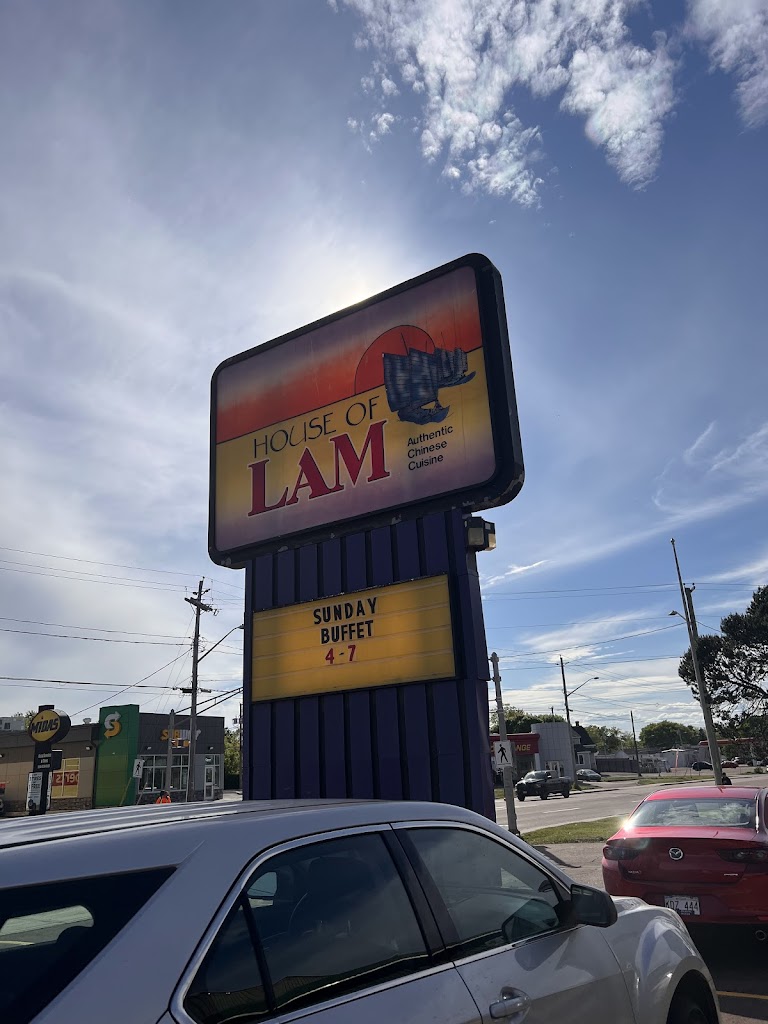 HOUSE OF
LAM
Authentic
Chinese
Cuisine
SUNDAY
BUFFET
4-7
MIDAS
S
SUBWAY